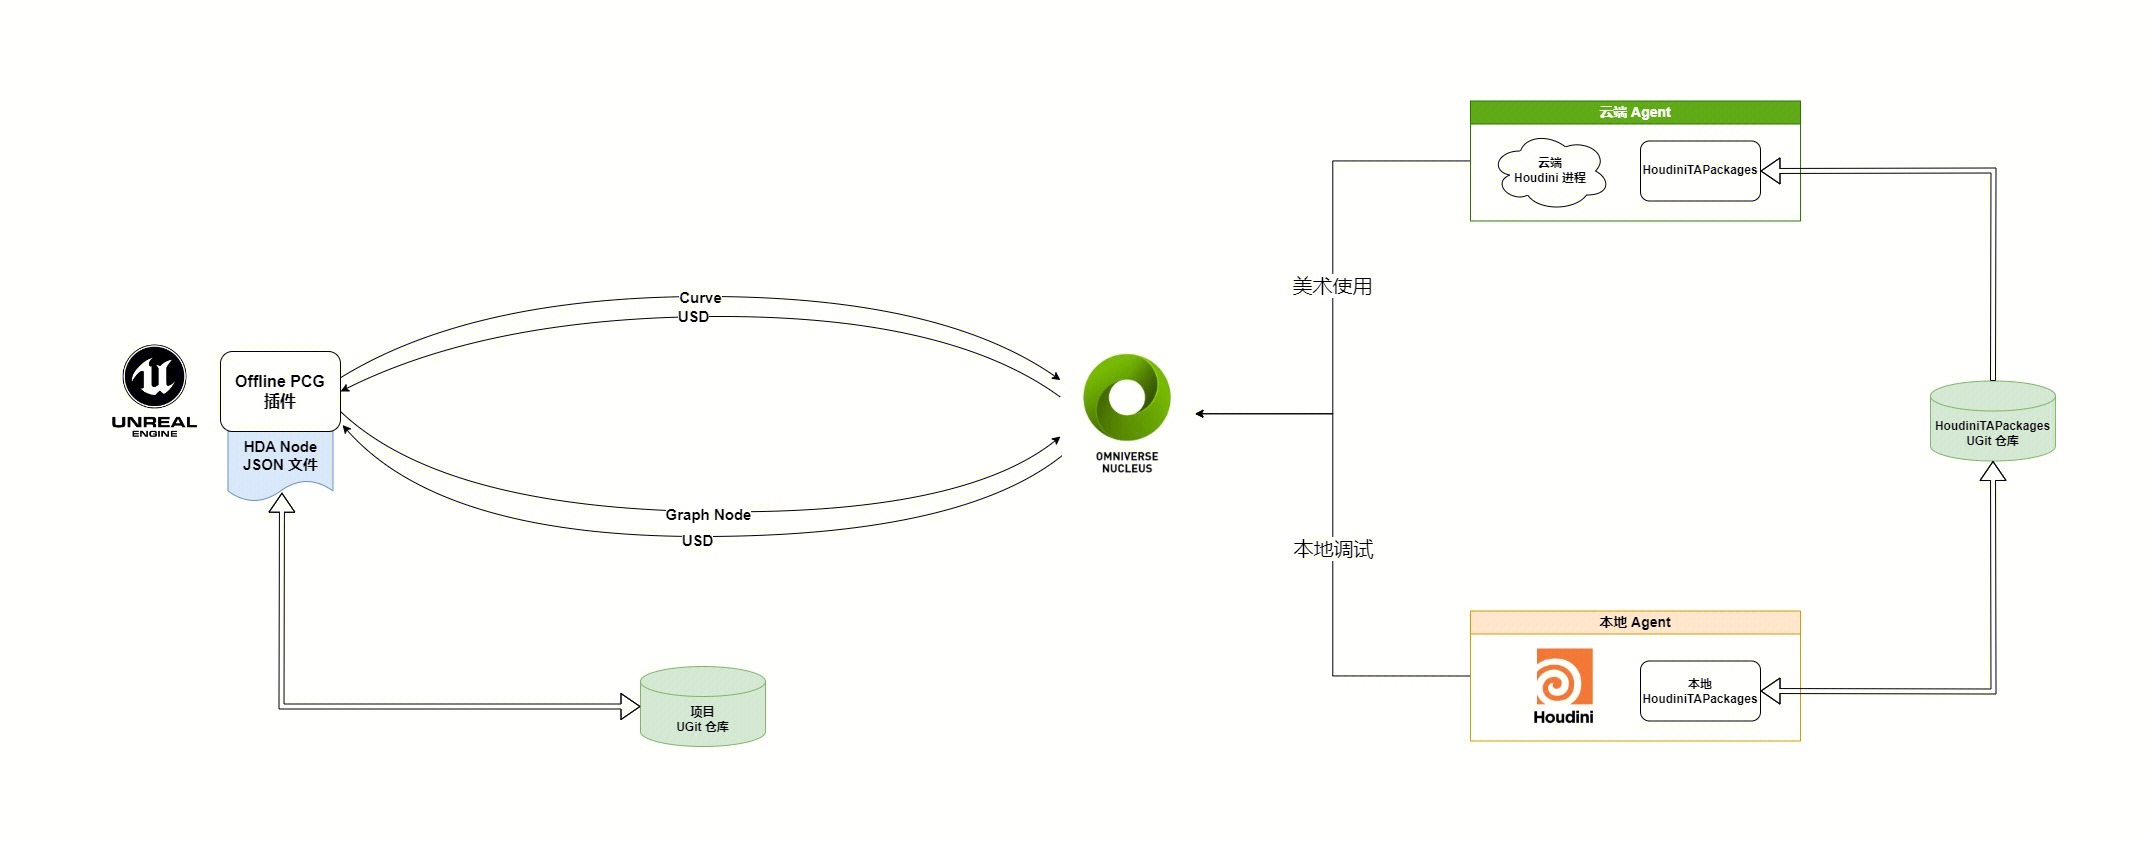 云端 Agent
云端
Houdini 进程
HoudiniTAPackages
美术使用
Curve
USD
UNREAL
ENGINE
Offline PCG
插件
HDA Node
JSON 文件
OMNIVERSE
NUCLEUS
HoudiniTAPackages
UGit 仓库
Graph Node
USD
本地调试
本地 Agent
Houdini
本地
HoudiniTAPackages
项目
UGit 仓库